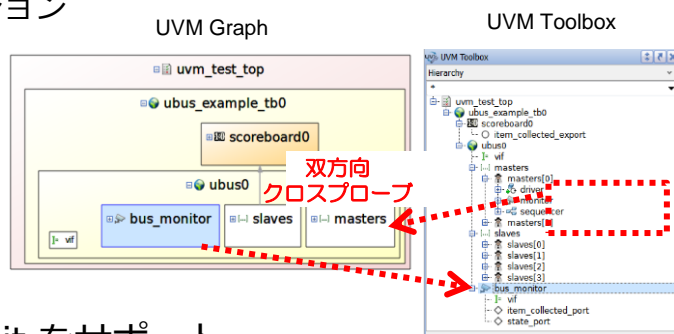 ョン
UVM Graph
UVM Toolbox
uvm_test_top
ubus_example_tb0
scoreboard0
ubus0
bus_monitor
slaves
masters
vif
双方向
クロスプローブ
UVM Toolbox
Hierarchy
*
uvm_test_top
ubus_example_tb0
scoreboard0
item_collected_export
ubus0
vif
masters
masters[0]
driver
monitor
sequencer
slaves
slaves[0]
slaves[1]
slaves[2]
slaves[3]
bus_monitor
vif
item_collected_port
state_port
をサポート